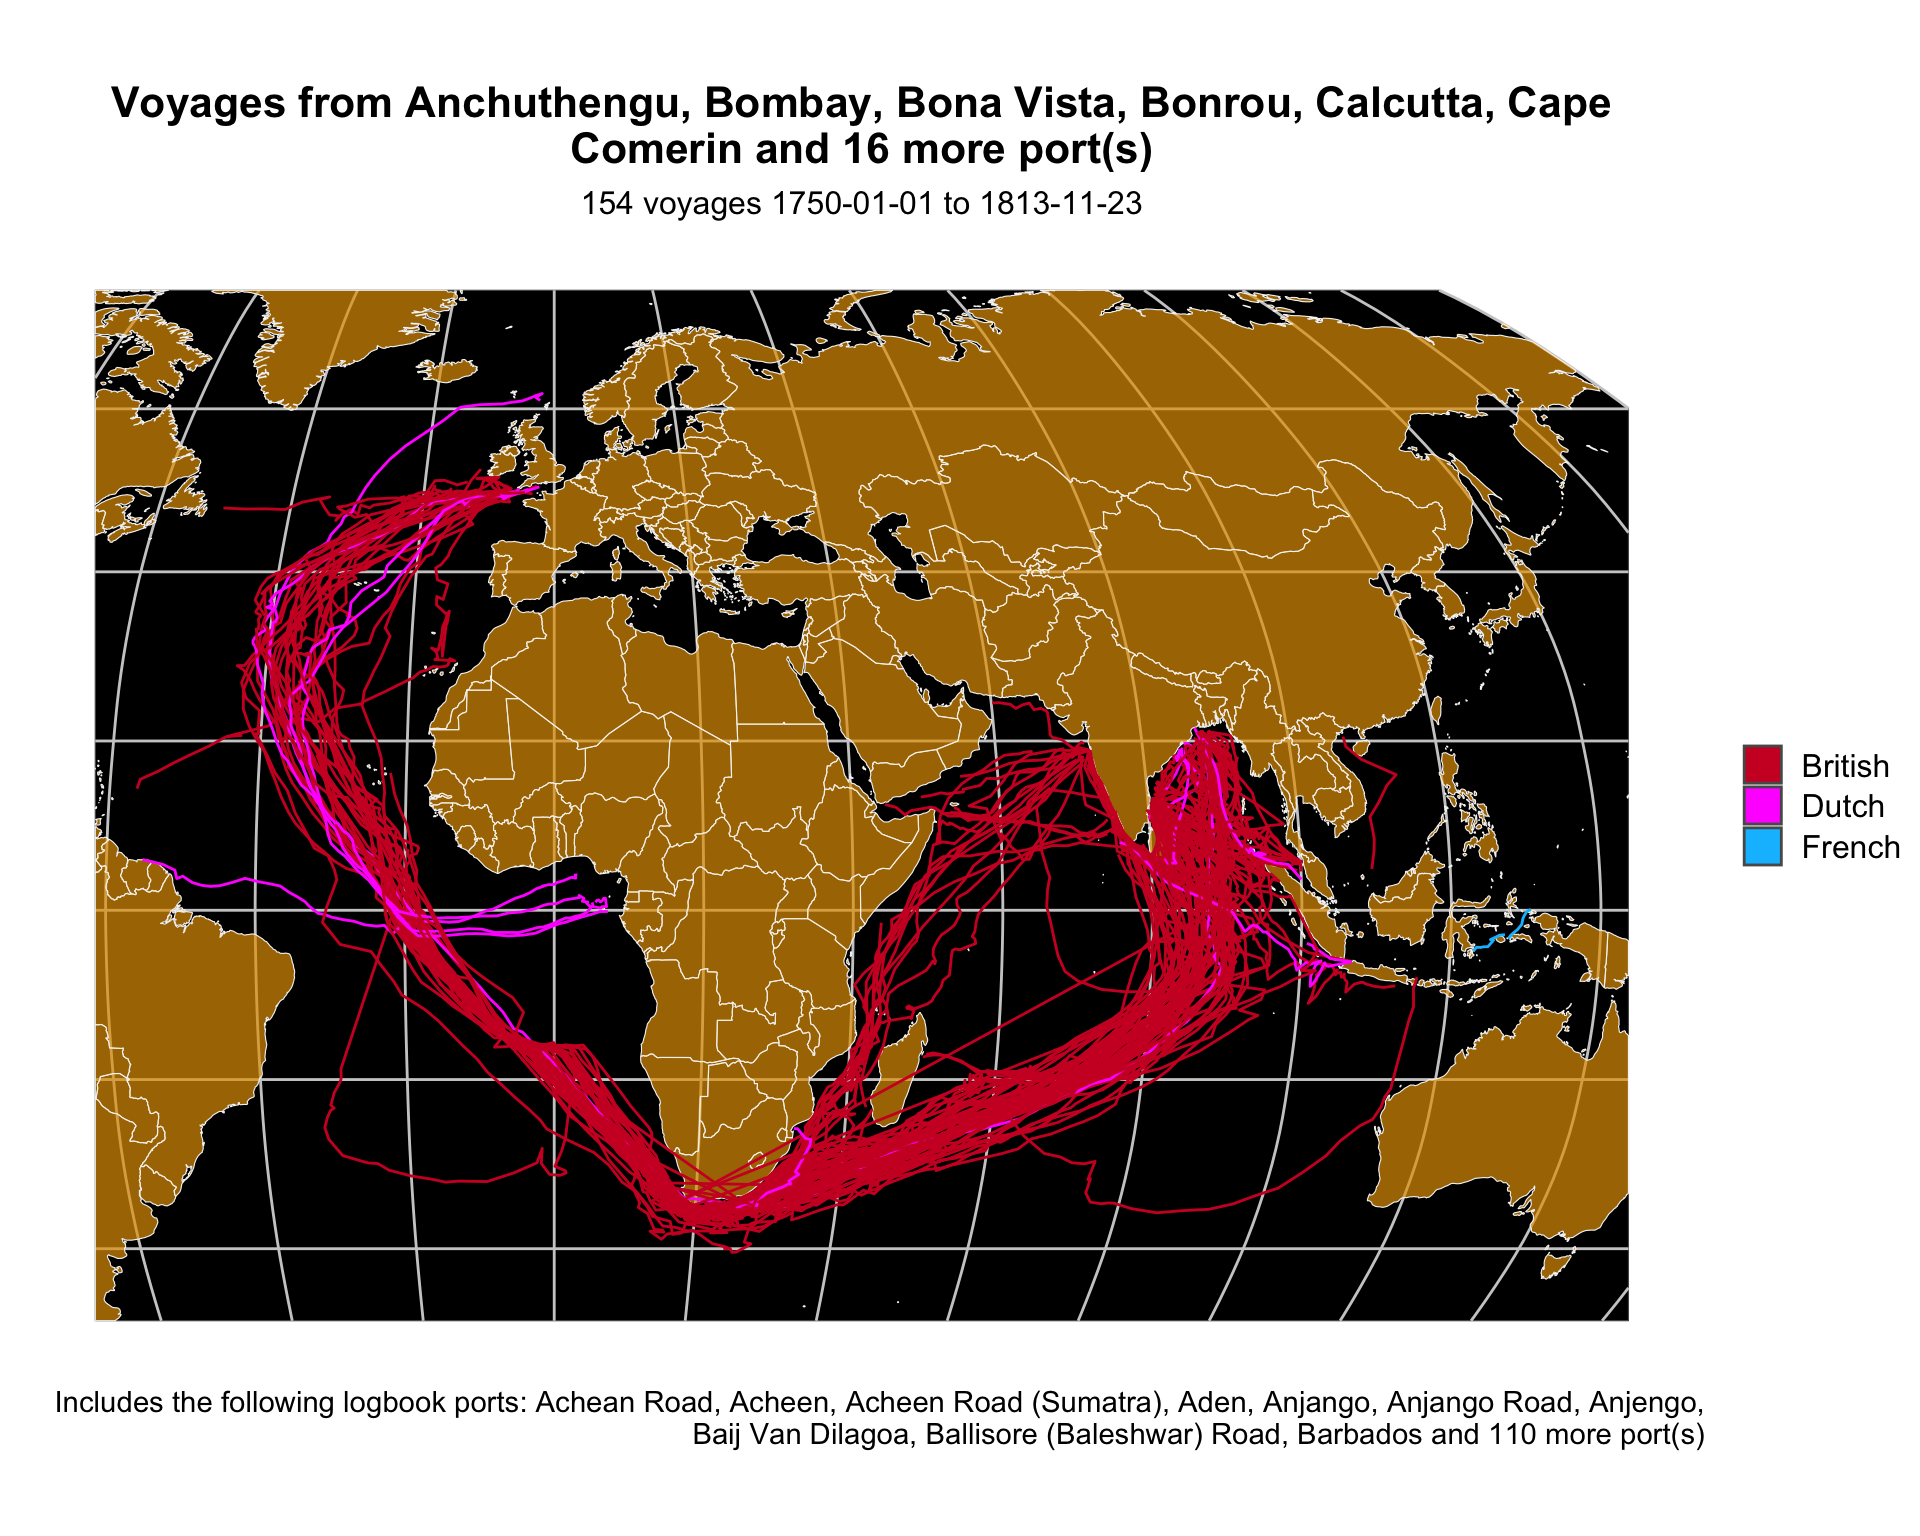 Voyages from Anchuthengu, Bombay, Bona Vista, Bonrou, Calcutta, Cape
Comerin and 16 more port(s)
154 voyages 1750-01-01 to 1813-11-23
British
Dutch
French
Includes the following logbook ports: Achean Road, Acheen, Acheen Road (Sumatra), Aden, Anjango, Anjango Road, Anjengo,
Baij Van Dilagoa, Ballisore (Baleshwar) Road, Barbados and 110 more port(s)